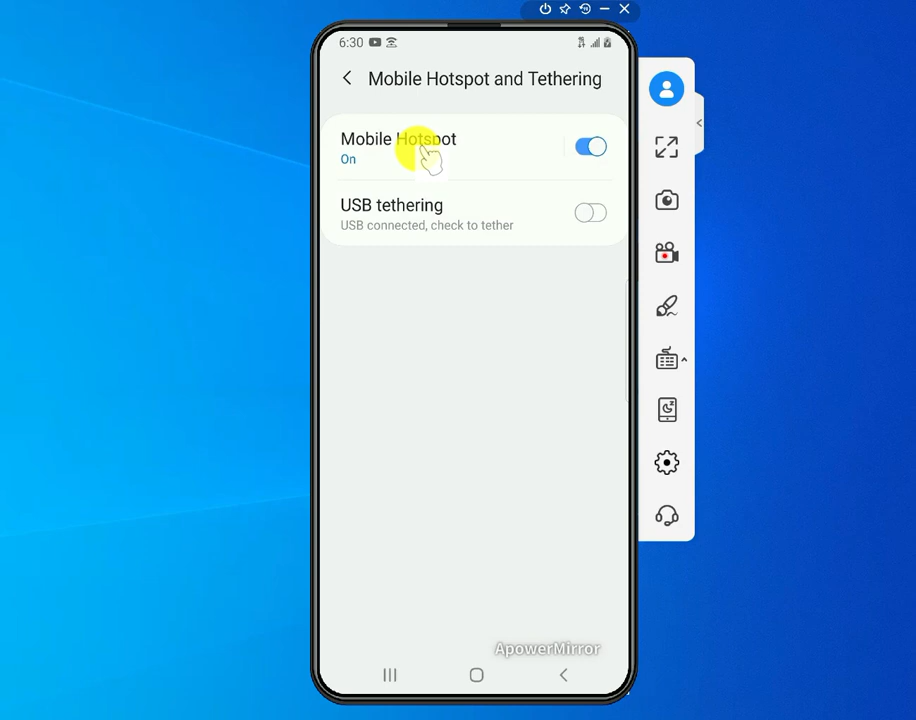 6:30
Mobile Hotspot and Tethering
Mobile Hotspot
On
USB tethering
USB connected, check to tether
ApowerMirror